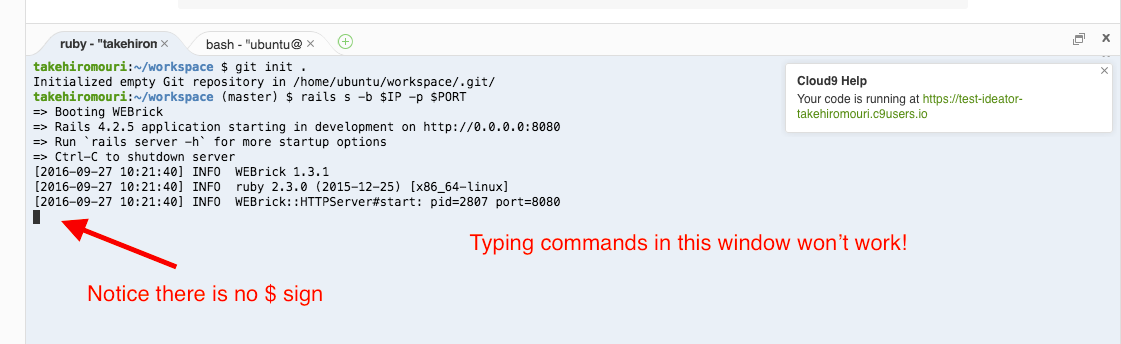 ruby - "takehiron
bash - "ubuntu@
takehiromouri:~/workspace $ git init .
Initialized empty Git repository in /home/ubuntu/workspace/.git/
takehiromouri:~/workspace (master) $ rails s -b $IP -p $PORT
=> Booting WEBrick
=> Rails 4.2.5 application starting in development on http://0.0.0.0:8080
=> Run `rails server -h` for more startup options
=> Ctrl-C to shutdown server
[2016-09-27 10:21:40] INFO  WEBrick 1.3.1
[2016-09-27 10:21:40] INFO  ruby 2.3.0 (2015-12-25) [x86_64-linux]
[2016-09-27 10:21:40] INFO  WEBrick::HTTPServer#start: pid=2807 port=8080
Cloud9 Help
Your code is running at https://test-ideator-
takehiromouri.c9users.io
Typing commands in this window won't work!
Notice there is no $ sign